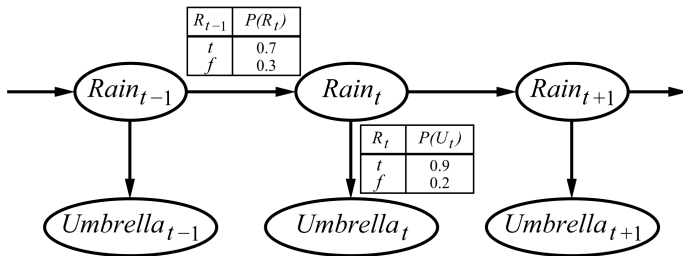 R_{t−1} P(R_t)
t 0.7
f 0.3
Rain_{t−1} Rain_t Rain_{t+1}
R_t P(U_t)
t 0.9
f 0.2
Umbrella_{t−1} Umbrella_t Umbrella_{t+1}